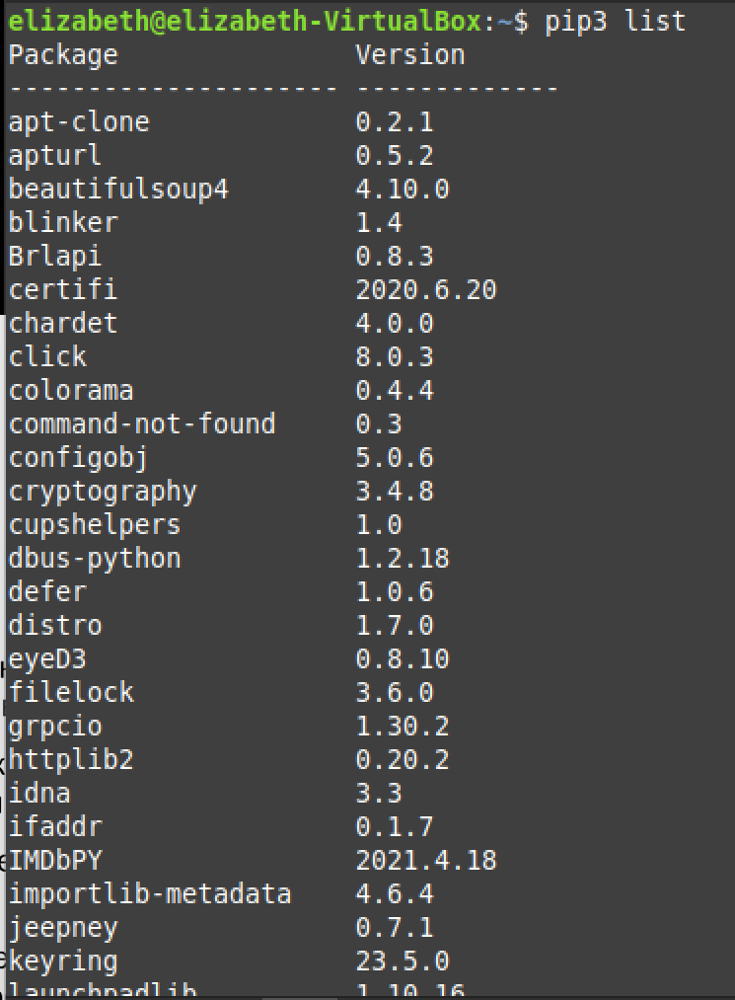 elizabeth@elizabeth-VirtualBox:~$ pip3 list
Package               Version
--------------------- -------------
apt-clone             0.2.1
apturl                0.5.2
beautifulsoup4        4.10.0
blinker               1.4
Brlapi                0.8.3
certifi               2020.6.20
chardet               4.0.0
click                 8.0.3
colorama              0.4.4
command-not-found     0.3
configobj             5.0.6
cryptography          3.4.8
cupshelpers           1.0
dbus-python           1.2.18
defer                 1.0.6
distro                1.7.0
eyeD3                 0.8.10
filelock              3.6.0
grpcio                1.30.2
httplib2              0.20.2
idna                  3.3
ifaddr                0.1.7
IMDbPY                2021.4.18
importlib-metadata    4.6.4
jeepney               0.7.1
keyring               23.5.0
launchpadlib          1.10.16